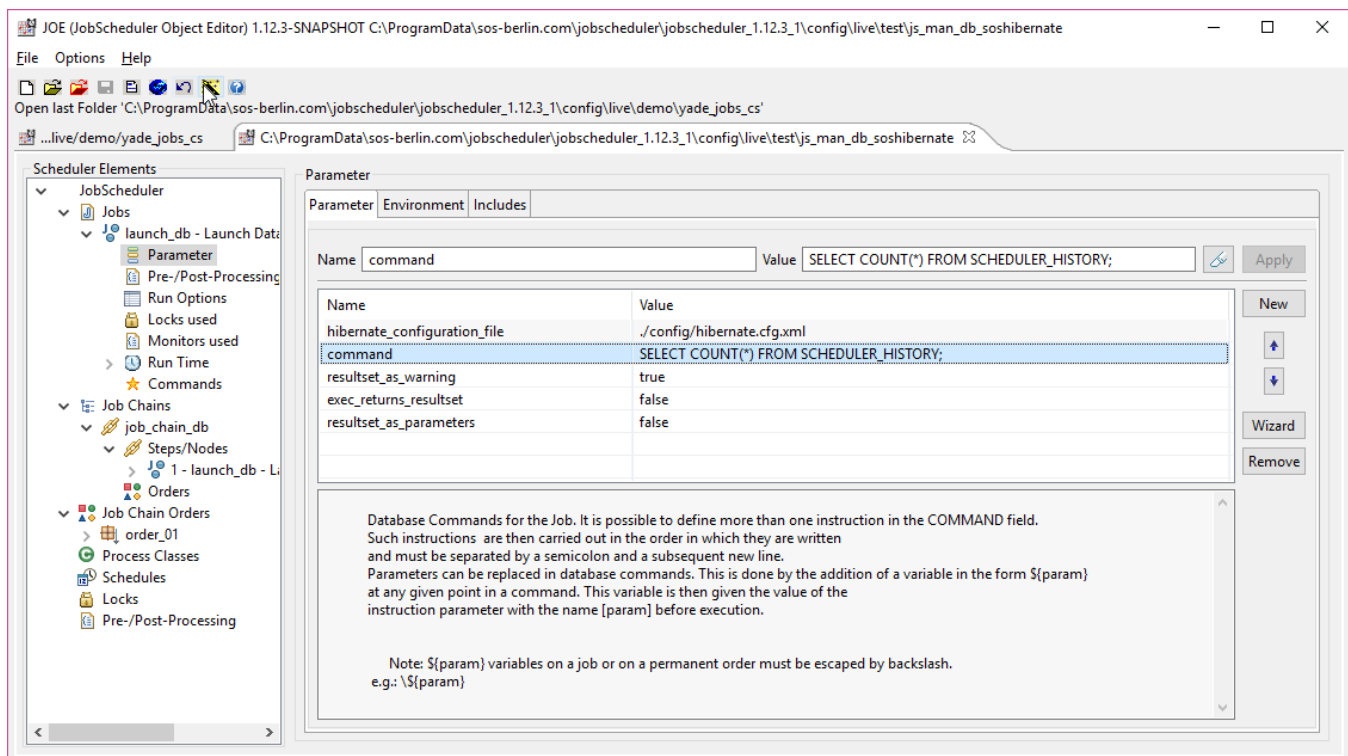 JOE (JobScheduler Object Editor) 1.12.3-SNAPSHOT C:\ProgramData\sos-berlin.com\jobscheduler\jobscheduler_1.12.3_1\config\live\test\js_man_db_soshibernate
File Options Help
Open last Folder 'C:\ProgramData\sos-berlin.com\jobscheduler\jobscheduler_1.12.3_1\config\live\demo\yade_jobs_cs'
...live/demo/yade_jobs_cs C:\ProgramData\sos-berlin.com\jobscheduler\jobscheduler_1.12.3_1\config\live\test\js_man_db_soshibernate
Scheduler Elements
JobScheduler
Jobs
launch_db - Launch Data
Parameter
Pre-/Post-Processing
Run Options
Locks used
Monitors used
Run Time
Commands
Job Chains
job_chain_db
Steps/Nodes
1 - launch_db - La
Orders
Job Chain Orders
order_01
Process Classes
Schedules
Locks
Pre-/Post-Processing
Parameter
Parameter Environment Includes
Name command Value SELECT COUNT(*) FROM SCHEDULER_HISTORY; Apply
Name Value New
hibernate_configuration_file ./config/hibernate.cfg.xml
command SELECT COUNT(*) FROM SCHEDULER_HISTORY;
resultset_as_warning true
exec_returns_resultset false
resultset_as_parameters false Wizard
Remove
Database Commands for the Job. It is possible to define more than one instruction in the COMMAND field.
Such instructions are then carried out in the order in which they are written
and must be separated by a semicolon and a subsequent new line.
Parameters can be replaced in database commands. This is done by the addition of a variable in the form ${param}
at any given point in a command. This variable is then given the value of the
instruction parameter with the name [param] before execution.
Note: ${param} variables on a job or on a permanent order must be escaped by backslash.
e.g.: \${param}